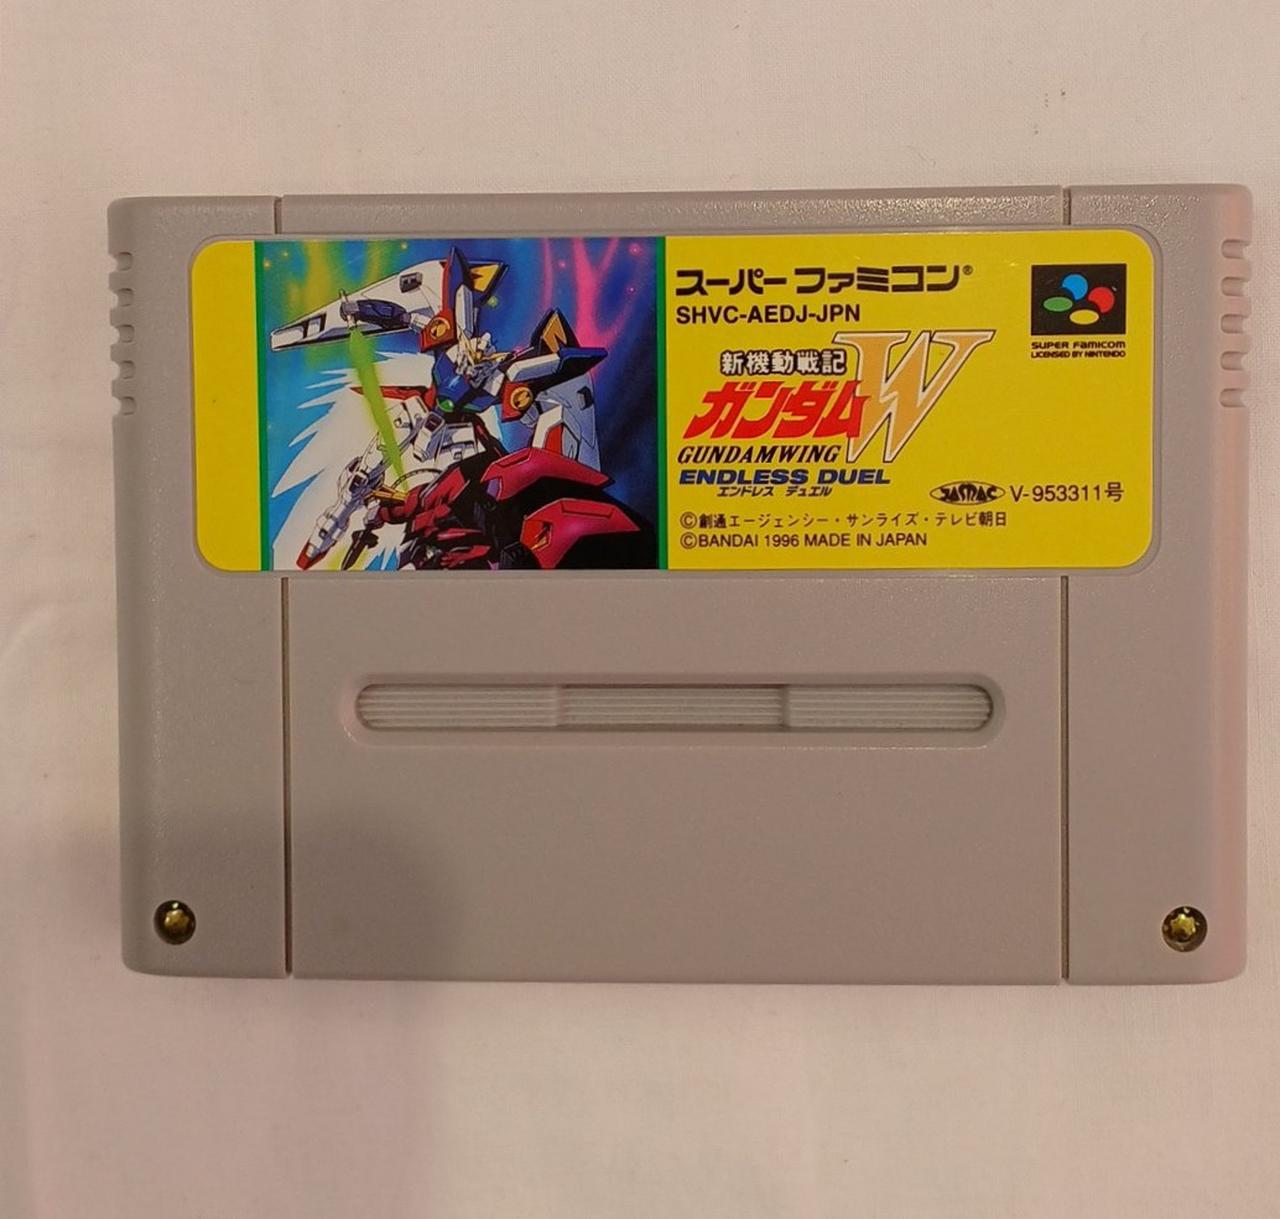 スーパーファミコン®
SHVC-AEDJ-JPN
新機動戦記
ガンダムW
GUNDAMWING
ENDLESS DUEL
エンドレス デュエル
SUPER FAMICOM
LICENSED BY NINTENDO
JASRAC V-953311号
©創通エージェンシー・サンライズ・テレビ朝日
©BANDAI 1996 MADE IN JAPAN